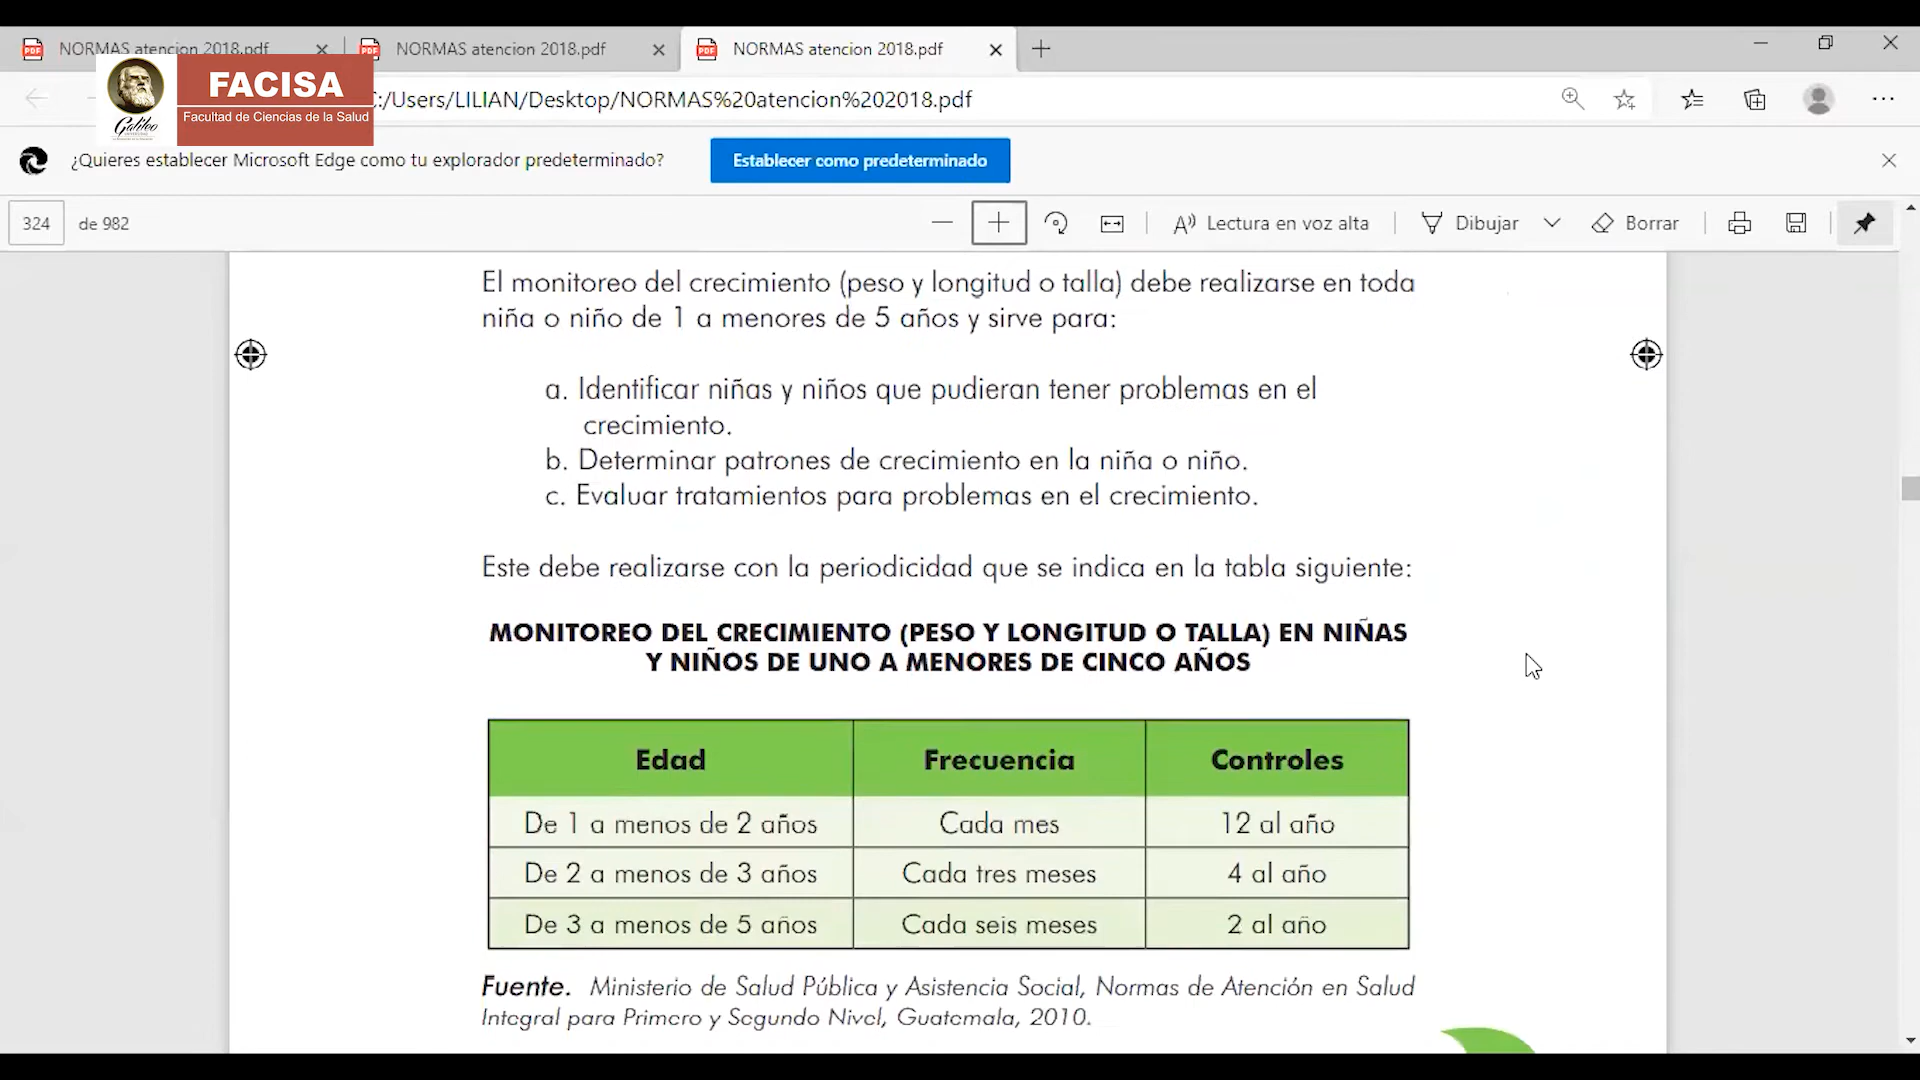 NORMAS atencion 2018.pdf
NORMAS atencion 2018.pdf
NORMAS atencion 2018.pdf
FACISA
Facultad de Ciencias de la Salud
Galileo
C:/Users/LILIAN/Desktop/NORMAS%20atencion%202018.pdf
¿Quieres establecer Microsoft Edge como tu explorador predeterminado?
Establecer como predeterminado
324 de 982
Lectura en voz alta
Dibujar
Borrar
El monitoreo del crecimiento (peso y longitud o talla) debe realizarse en toda
niña o niño de 1 a menores de 5 años y sirve para:
a. Identificar niñas y niños que pudieran tener problemas en el
crecimiento.
b. Determinar patrones de crecimiento en la niña o niño.
c. Evaluar tratamientos para problemas en el crecimiento.
Este debe realizarse con la periodicidad que se indica en la tabla siguiente:
MONITOREO DEL CRECIMIENTO (PESO Y LONGITUD O TALLA) EN NIÑAS
Y NIÑOS DE UNO A MENORES DE CINCO AÑOS
Edad Frecuencia Controles
De 1 a menos de 2 años Cada mes 12 al año
De 2 a menos de 3 años Cada tres meses 4 al año
De 3 a menos de 5 años Cada seis meses 2 al año
Fuente. Ministerio de Salud Pública y Asistencia Social, Normas de Atención en Salud
Integral para Primero y Segundo Nivel, Guatemala, 2010.